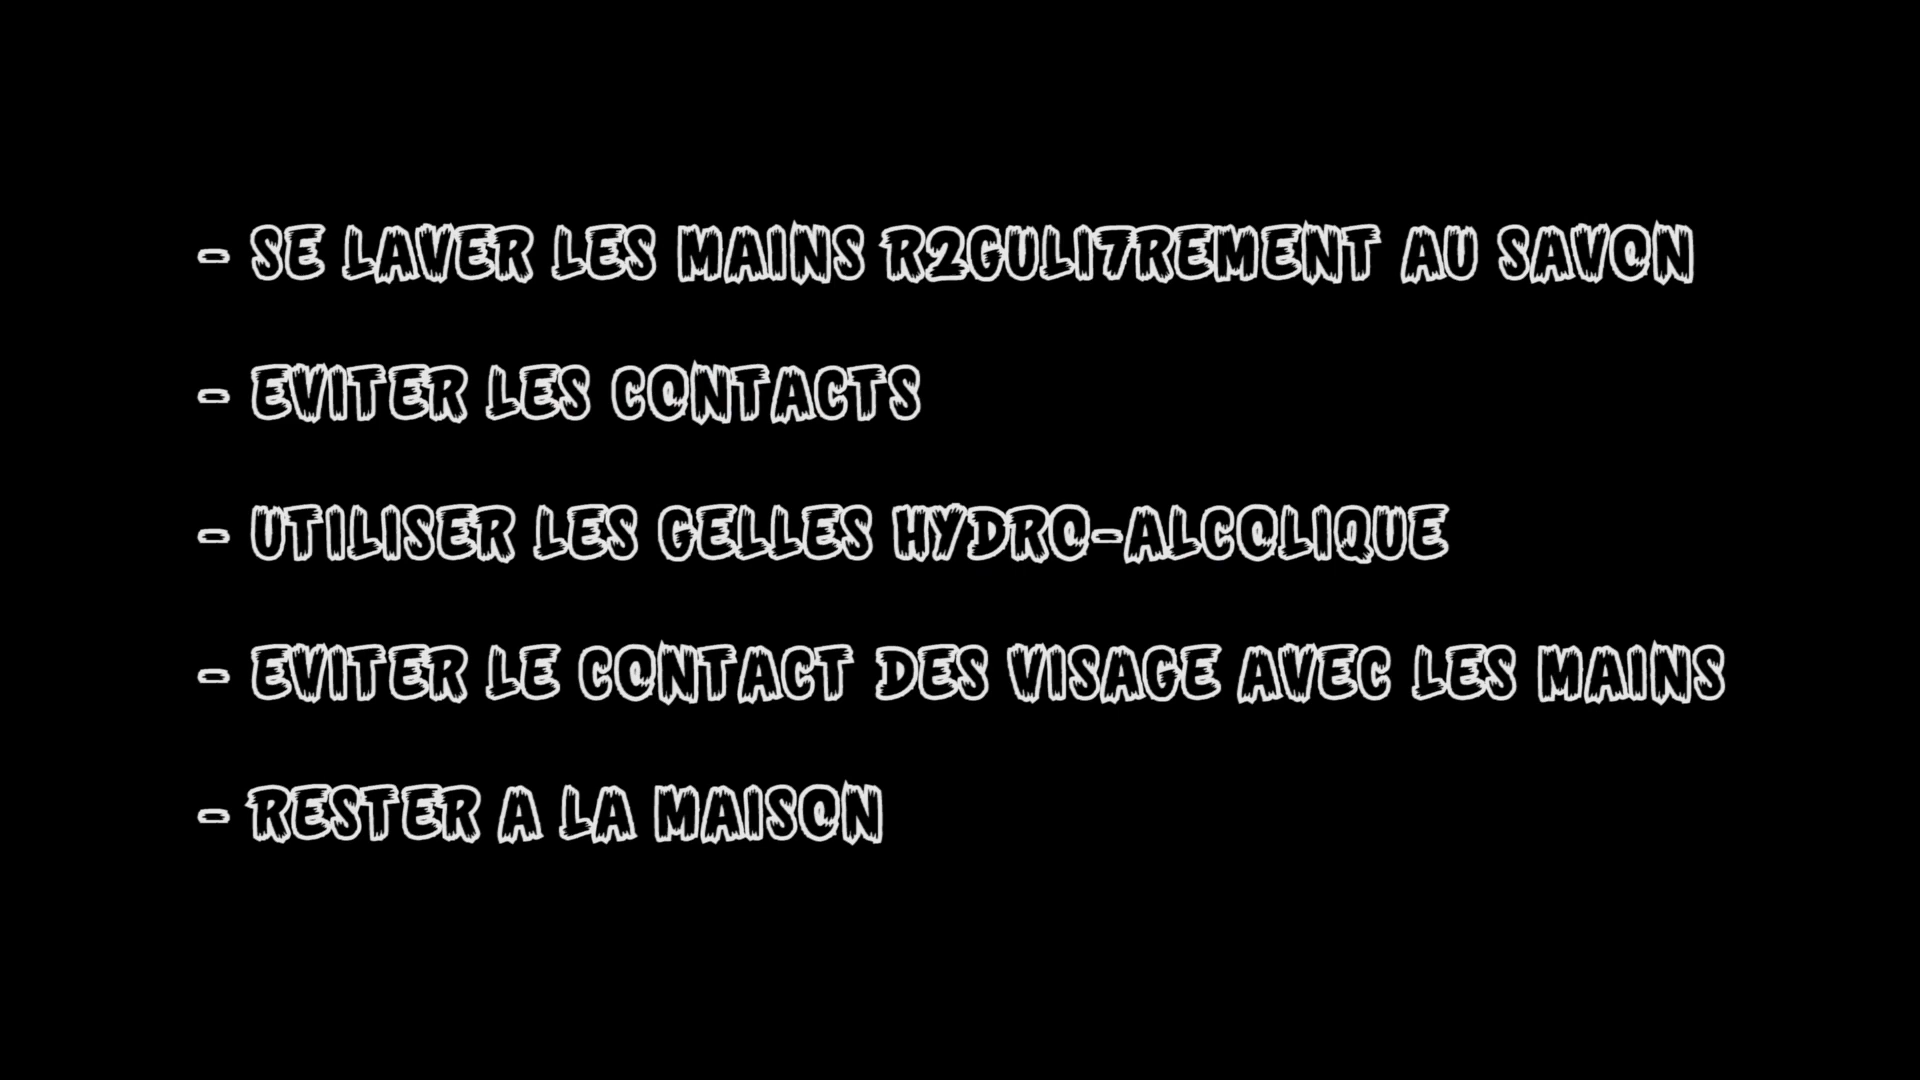 - SE LAVER LES MAINS R2GULI7REMENT AU SAVON
- EVITER LES CONTACTS
- UTILISER LES GELLES HYDRO-ALCOLIQUE
- EVITER LE CONTACT DES VISAGE AVEC LES MAINS
- RESTER A LA MAISON